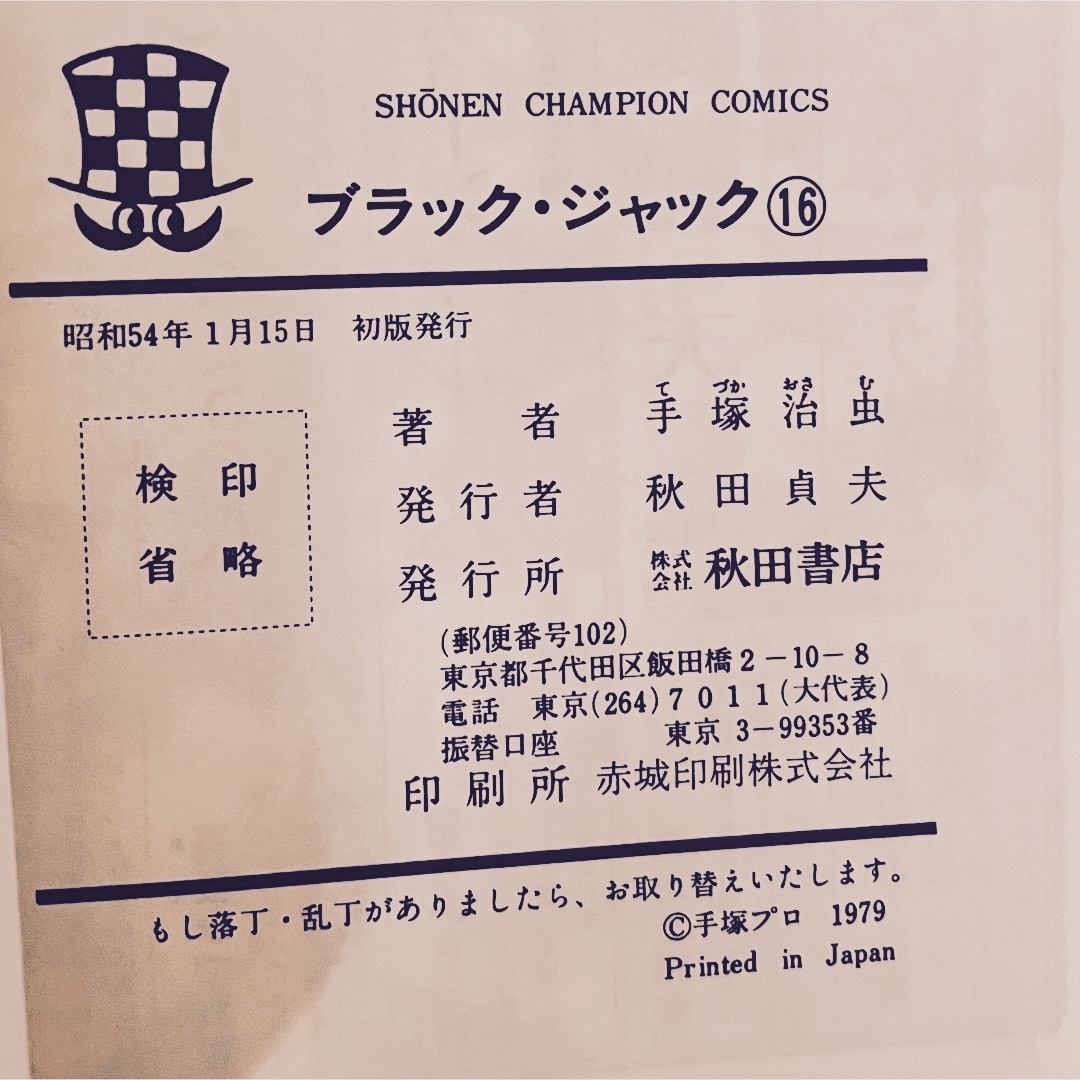 SHŌNEN CHAMPION COMICS
ブラック・ジャック⑯
昭和54年1月15日 初版発行
検印
省略
著者 手塚治虫
てづかおさむ
発行者 秋田貞夫
発行所 株式会社 秋田書店
(郵便番号102)
東京都千代田区飯田橋2-10-8
電話 東京(264)7011(大代表)
振替口座 東京 3-99353番
印刷所 赤城印刷株式会社
もし落丁・乱丁がありましたら、お取り替えいたします。
©手塚プロ 1979
Printed in Japan